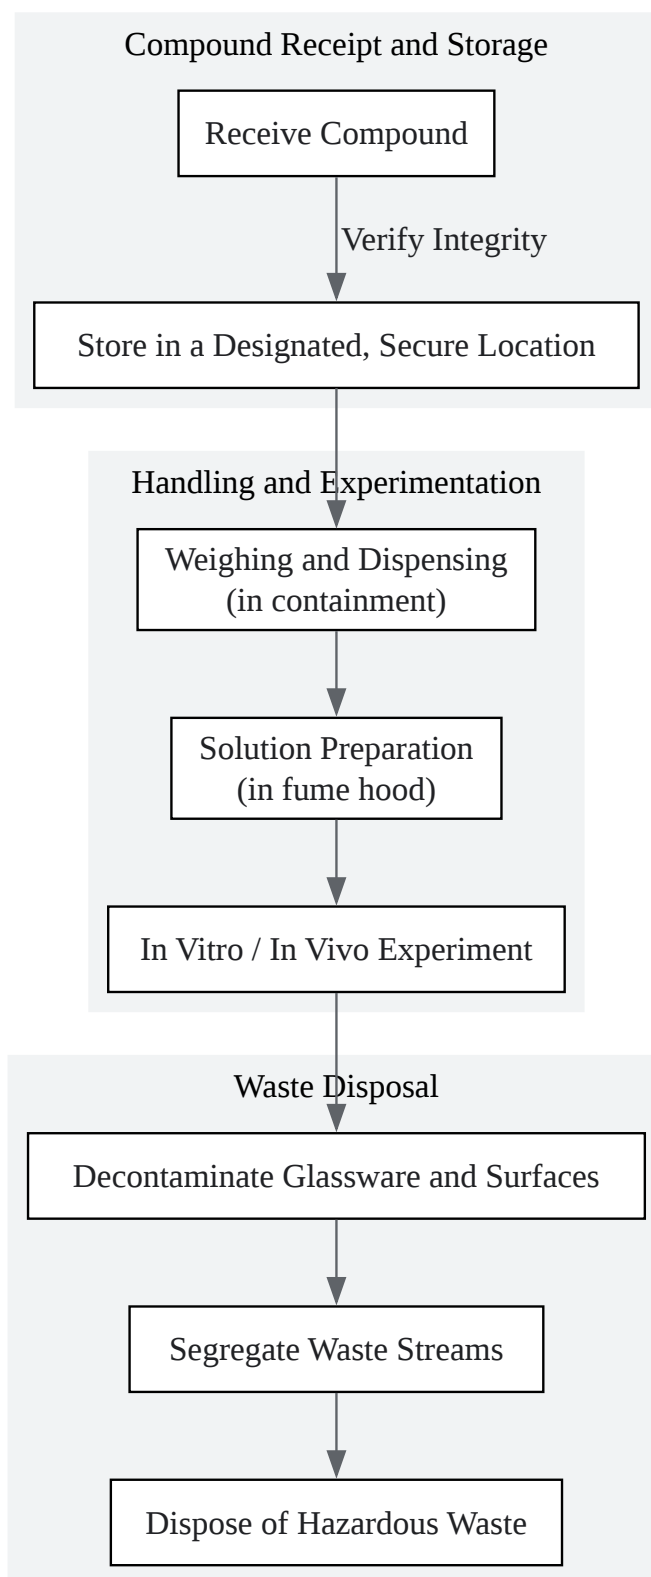 Compound Receipt and Storage
Receive Compound
Verify Integrity
Store in a Designated, Secure Location
Handling and Experimentation
Weighing and Dispensing
(in containment)
Solution Preparation
(in fume hood)
In Vitro / In Vivo Experiment
Waste Disposal
Decontaminate Glassware and Surfaces
Segregate Waste Streams
Dispose of Hazardous Waste